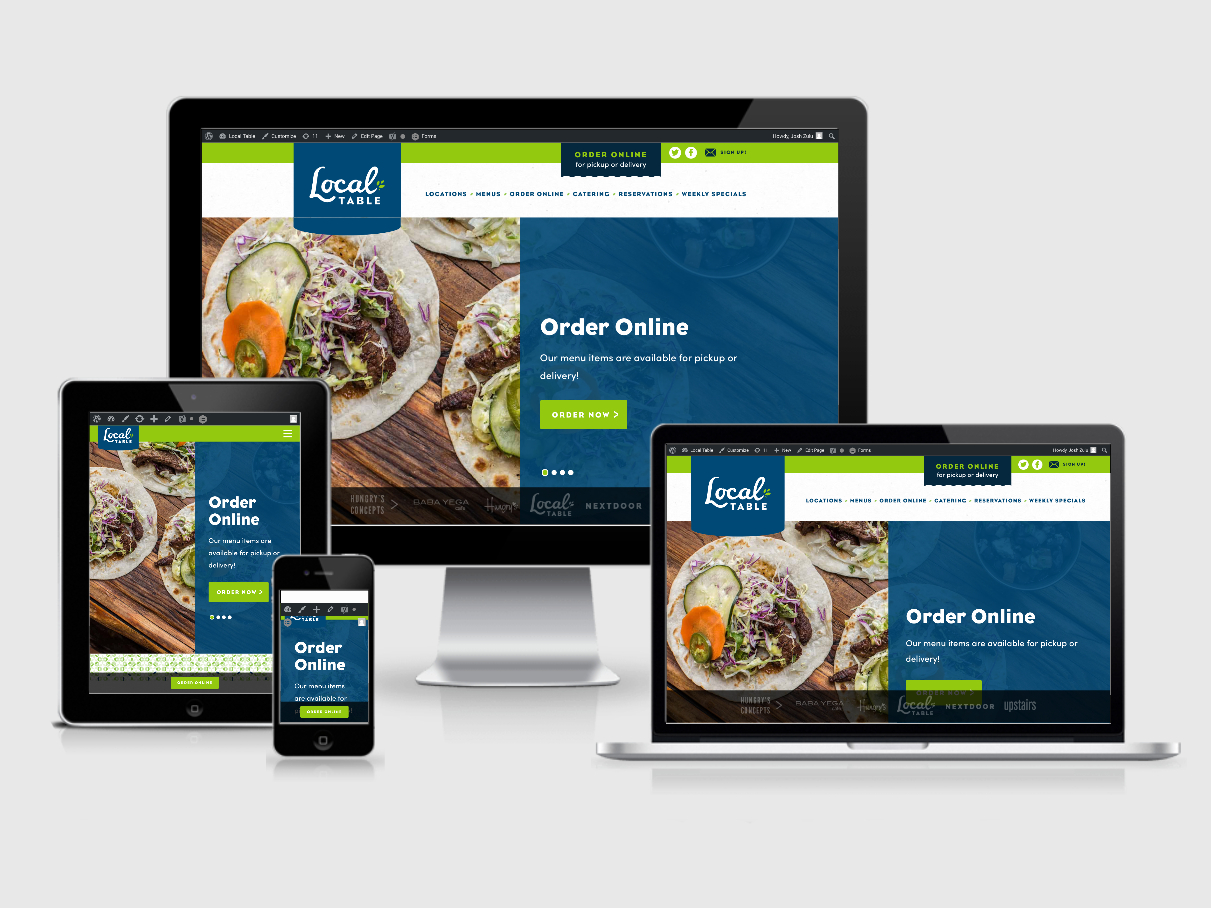 Local Table
Customize
11
New
Edit Page
Forms
Howdy, Josh Zulu
ORDER ONLINE
for pickup or delivery
SIGN UP!
Local
TABLE
LOCATIONS
MENUS
ORDER ONLINE
CATERING
RESERVATIONS
WEEKLY SPECIALS
Order Online
Our menu items are available for pickup or
delivery!
ORDER NOW >
HUNGRY'S
CONCEPTS
BABA YEGA
café
Hungry's
Local
TABLE
NEXTDOOR
Local
TABLE
Order
Online
Our menu items are
available for pickup or
delivery!
ORDER NOW >
ORDER ONLINE
TABLE
Order
Online
Our menu items
are available for
ORDER ONLINE
Local Table
Customize
11
New
Edit Page
Forms
Howdy, Josh Zulu
ORDER ONLINE
for pickup or delivery
SIGN UP!
Local
TABLE
LOCATIONS
MENUS
ORDER ONLINE
CATERING
RESERVATIONS
WEEKLY SPECIALS
Order Online
Our menu items are available for pickup or
delivery!
HUNGRY'S
CONCEPTS
BABA YEGA
café
Hungry's
Local
TABLE
NEXTDOOR
upstairs